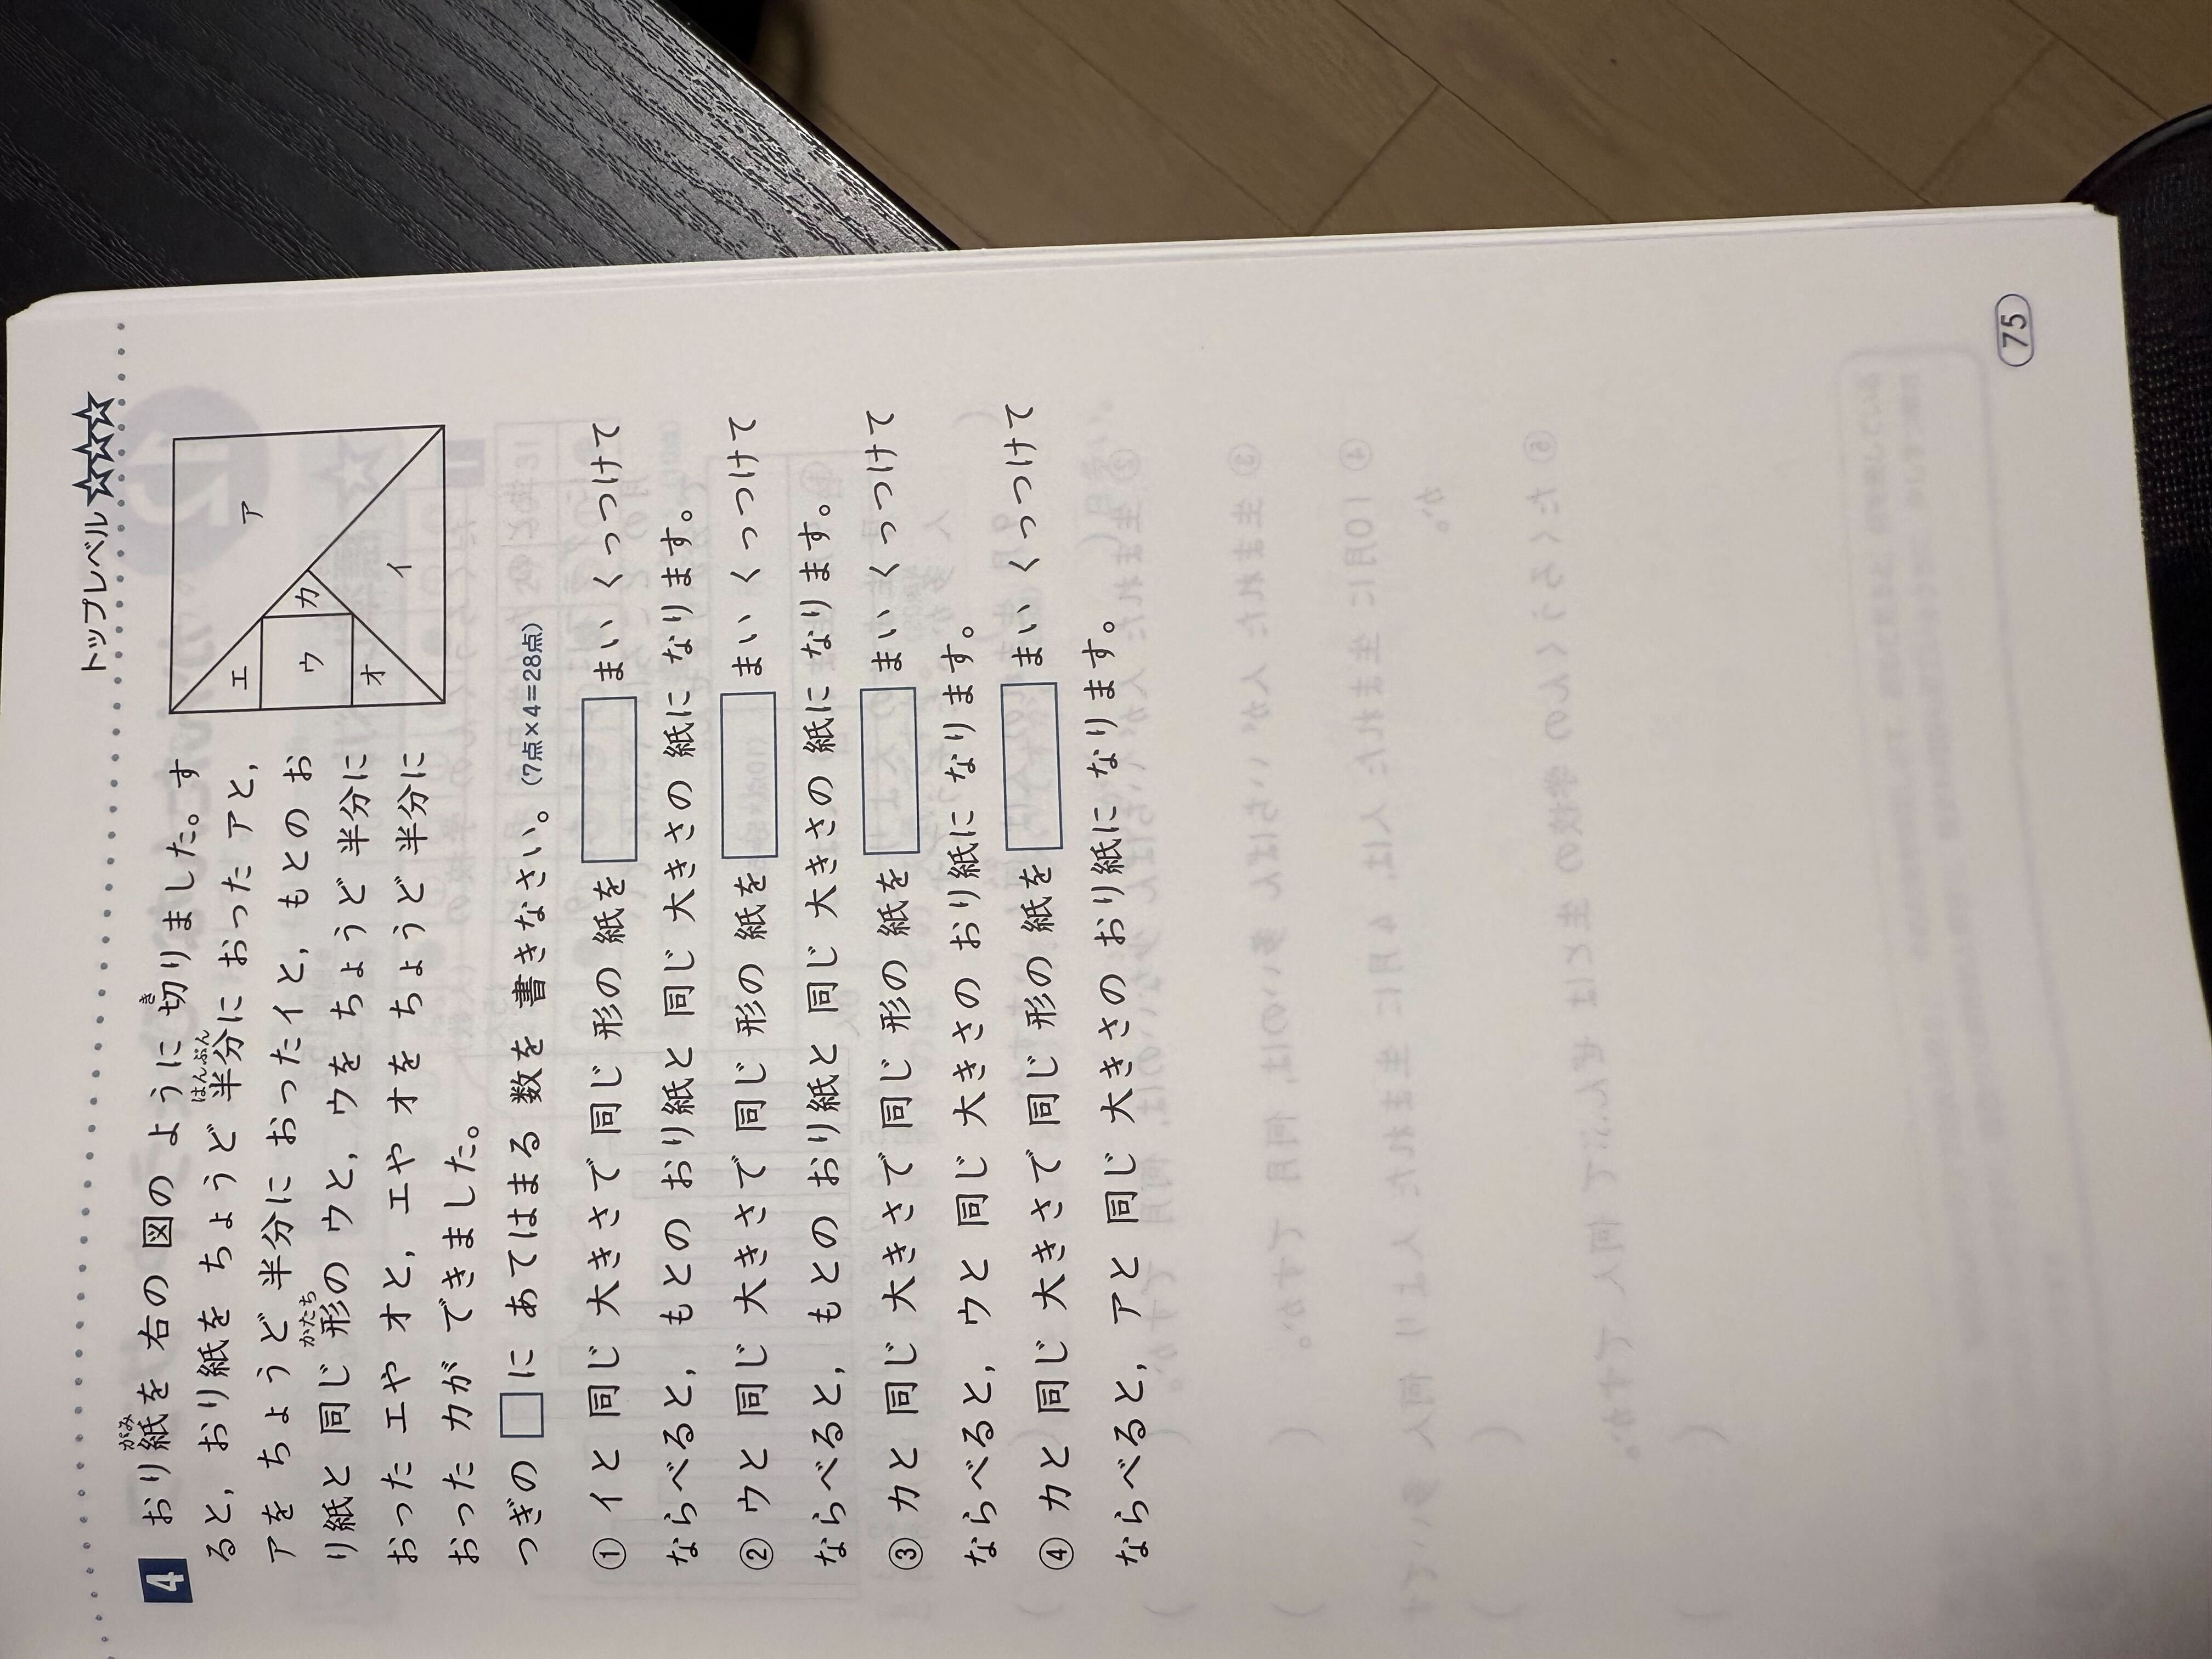 トップレベル ☆☆☆
4 おり紙を 右の 図の ように 切りました。す
ると, おり紙を ちょうど 半分に おった アと,
アを ちょうど 半分に おったイと, もとの お
り紙と 同じ 形の ウと, ウを ちょうど 半分に
おった エや オと, エや オを ちょうど 半分に
おった カが できました。
つぎの □に あてはまる 数を 書きなさい。(7点×4=28点)
がみ
き
はんぶん
かたち
ア
イ
ウ
エ
オ
カ
① イと 同じ 大きさで 同じ 形の 紙を □ まい くっつけて
ならべると, もとの おり紙と 同じ 大きさの 紙に なります。
② ウと 同じ 大きさで 同じ 形の 紙を □ まい くっつけて
ならべると, もとの おり紙と 同じ 大きさの 紙に なります。
③ カと 同じ 大きさで 同じ 形の 紙を □ まい くっつけて
ならべると, ウと 同じ 大きさの おり紙に なります。
④ カと 同じ 大きさで 同じ 形の 紙を □ まい くっつけて
ならべると, アと 同じ 大きさの おり紙に なります。
75